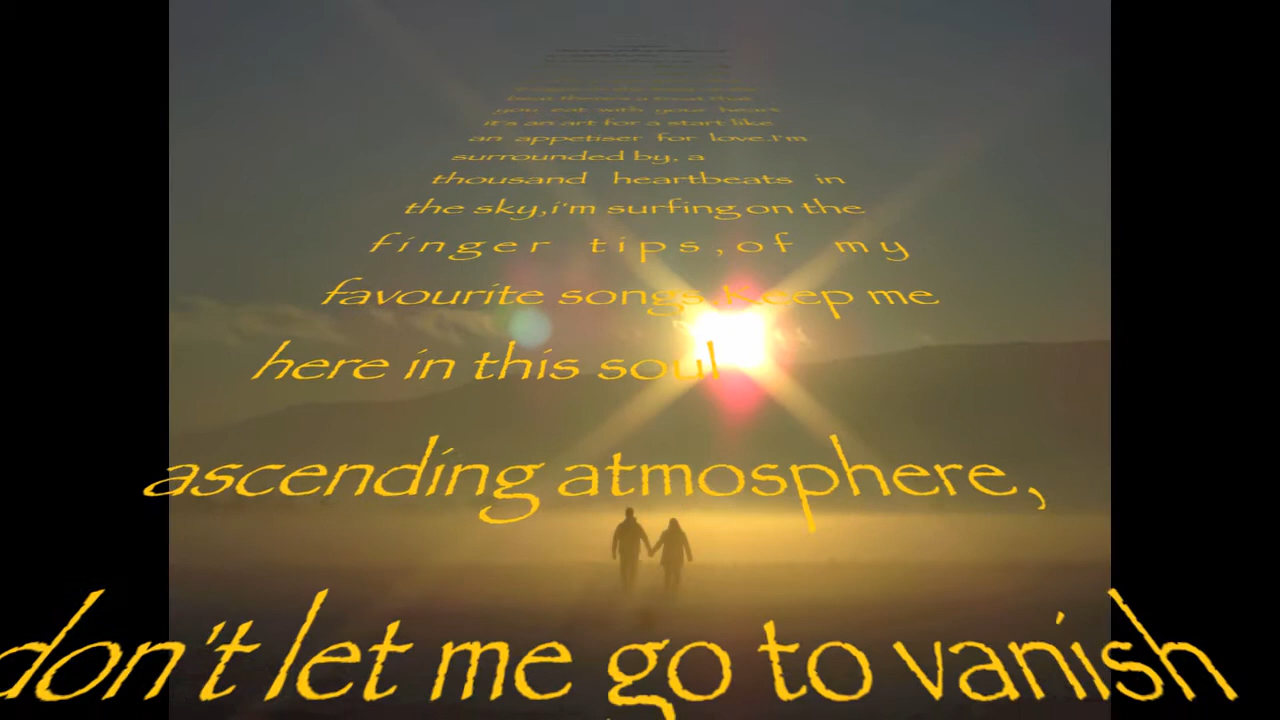 you eat with your heart
it's an art for a start like
an appetiser for love.I'm
surrounded by, a
thousand heartbeats in
the sky,i'm surfing on the
finger tips,of my
favourite songs.Keep me
here in this soul
ascending atmosphere,
don't let me go to vanish